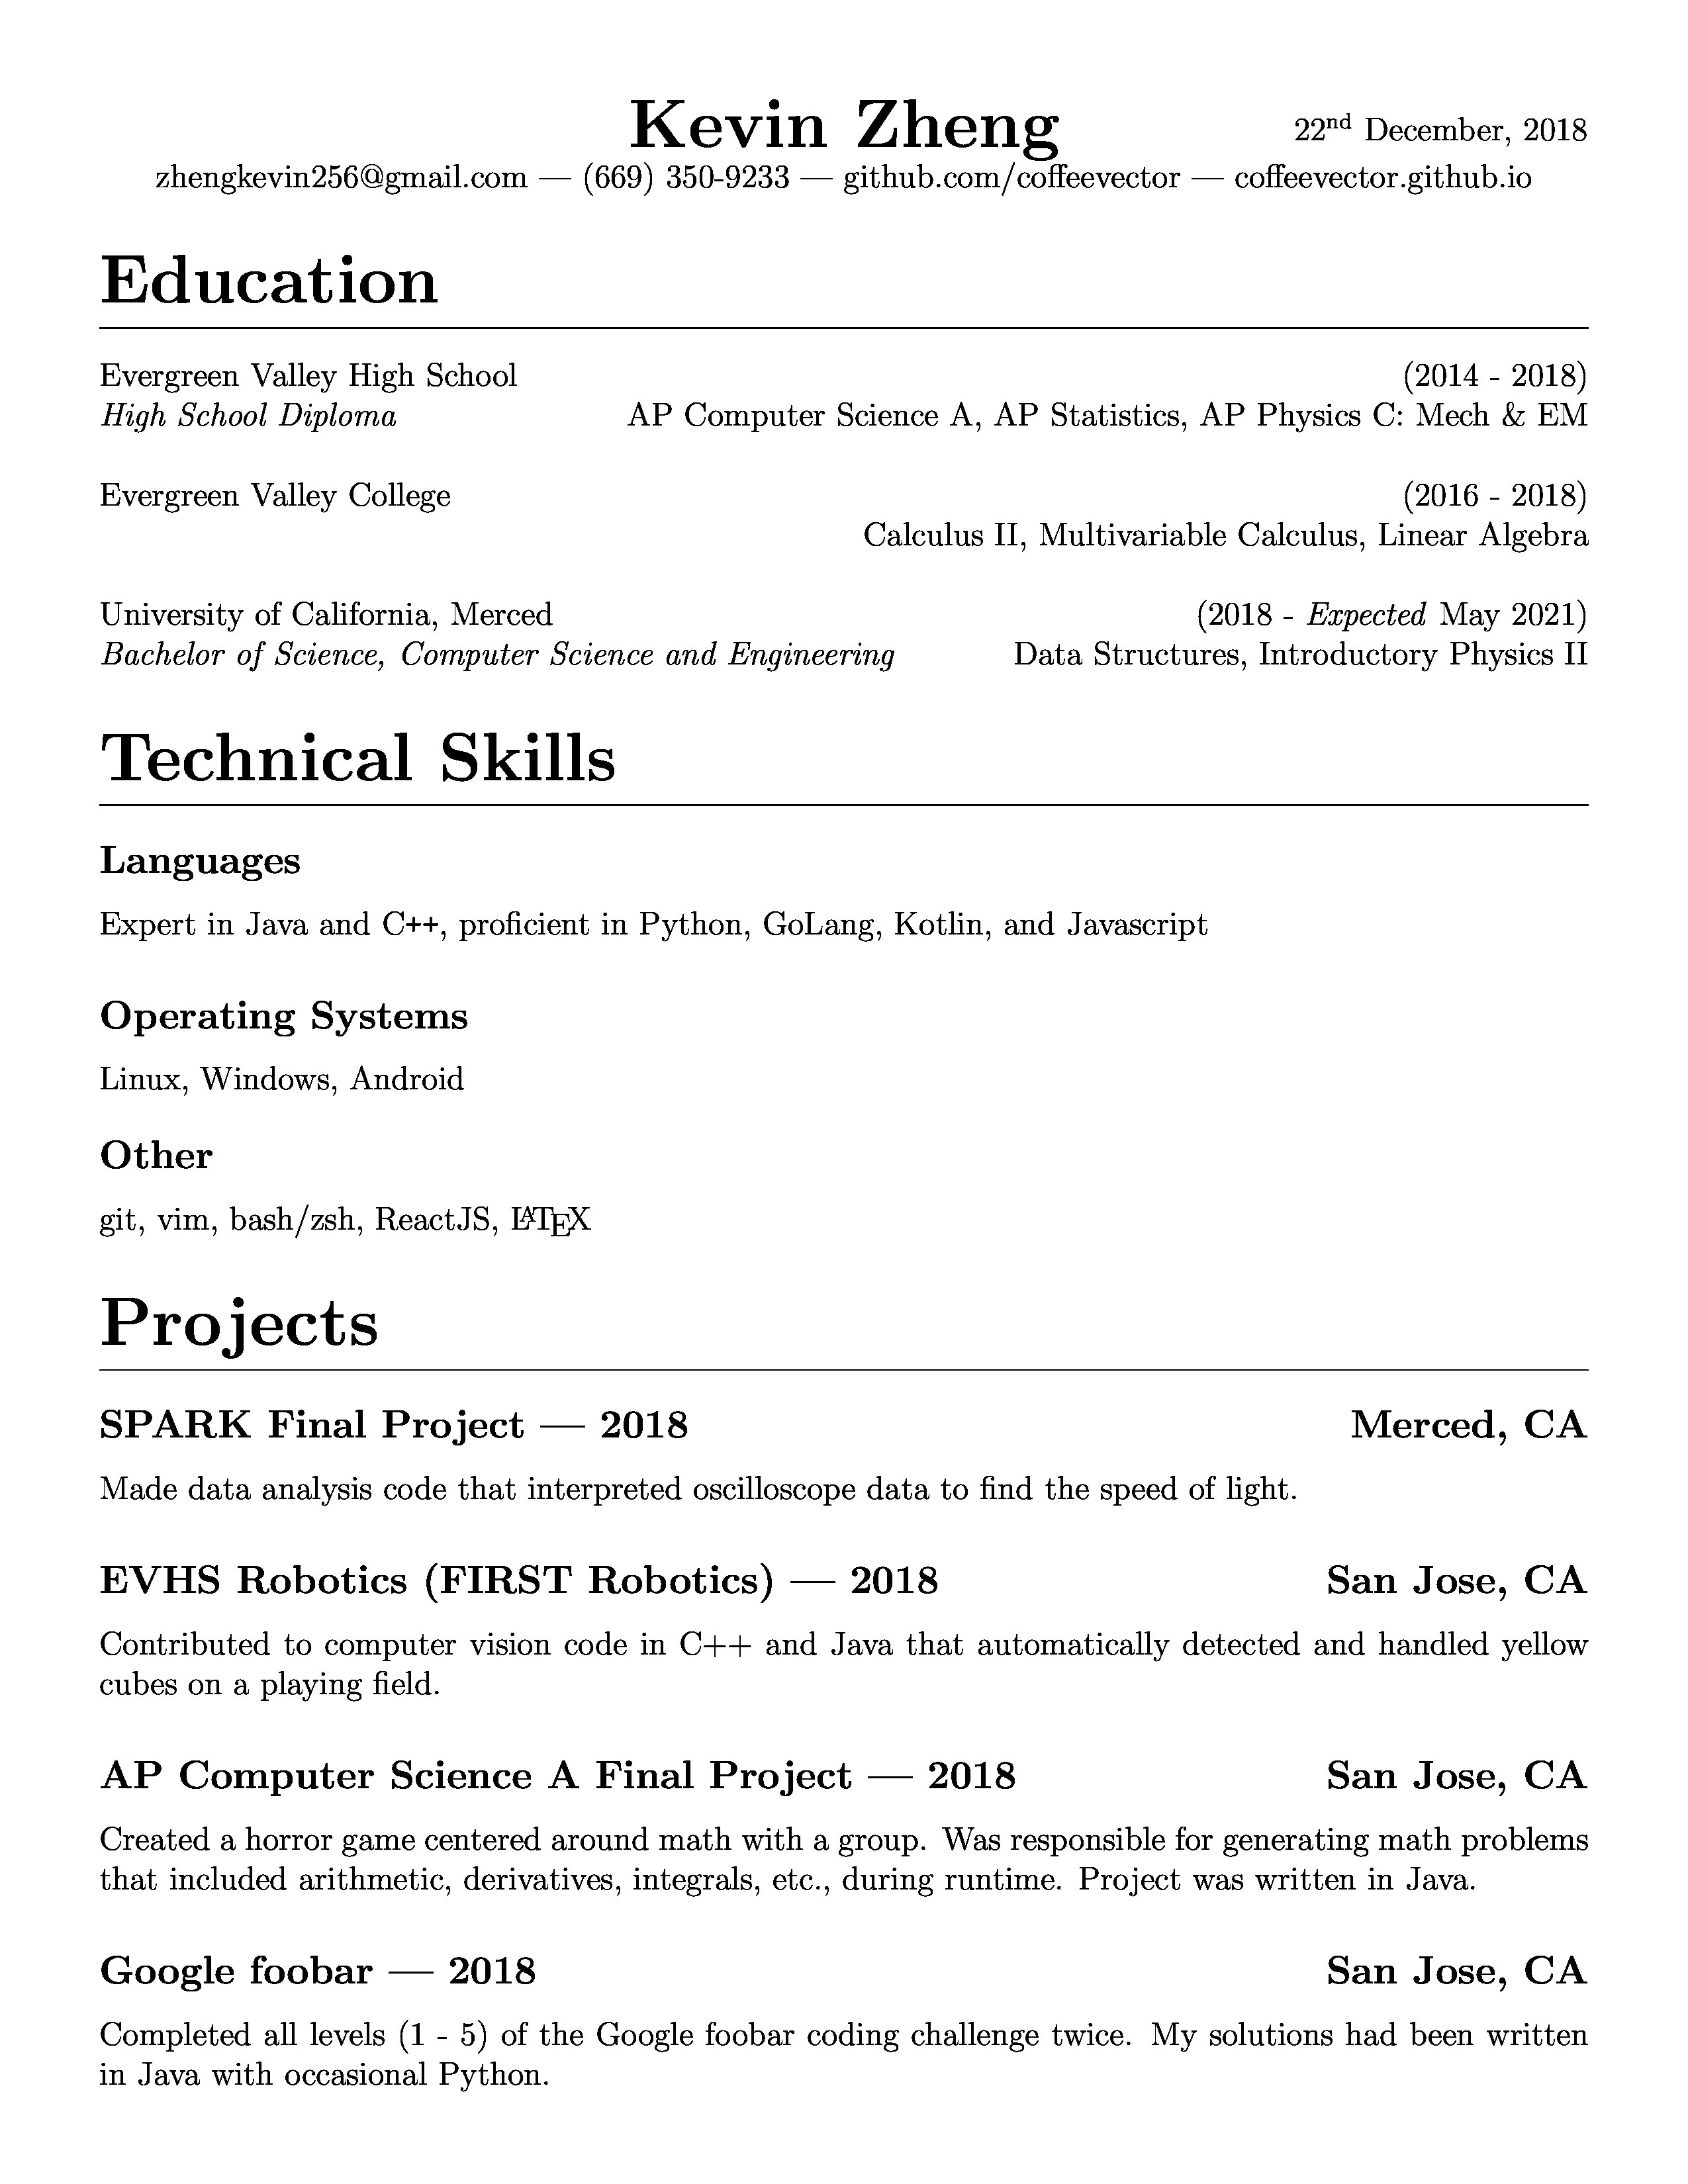 Kevin Zheng 22nd December, 2018
zhengkevin256@gmail.com — (669) 350-9233 — github.com/coffeevector — coffeevector.github.io
Education
Evergreen Valley High School (2014 - 2018)
High School Diploma AP Computer Science A, AP Statistics, AP Physics C: Mech & EM
Evergreen Valley College (2016 - 2018)
Calculus II, Multivariable Calculus, Linear Algebra
University of California, Merced (2018 - Expected May 2021)
Bachelor of Science, Computer Science and Engineering Data Structures, Introductory Physics II
Technical Skills
Languages
Expert in Java and C++, proficient in Python, GoLang, Kotlin, and Javascript
Operating Systems
Linux, Windows, Android
Other
git, vim, bash/zsh, ReactJS, LATEX
Projects
SPARK Final Project — 2018 Merced, CA
Made data analysis code that interpreted oscilloscope data to find the speed of light.
EVHS Robotics (FIRST Robotics) — 2018 San Jose, CA
Contributed to computer vision code in C++ and Java that automatically detected and handled yellow
cubes on a playing field.
AP Computer Science A Final Project — 2018 San Jose, CA
Created a horror game centered around math with a group. Was responsible for generating math problems
that included arithmetic, derivatives, integrals, etc., during runtime. Project was written in Java.
Google foobar — 2018 San Jose, CA
Completed all levels (1 - 5) of the Google foobar coding challenge twice. My solutions had been written
in Java with occasional Python.